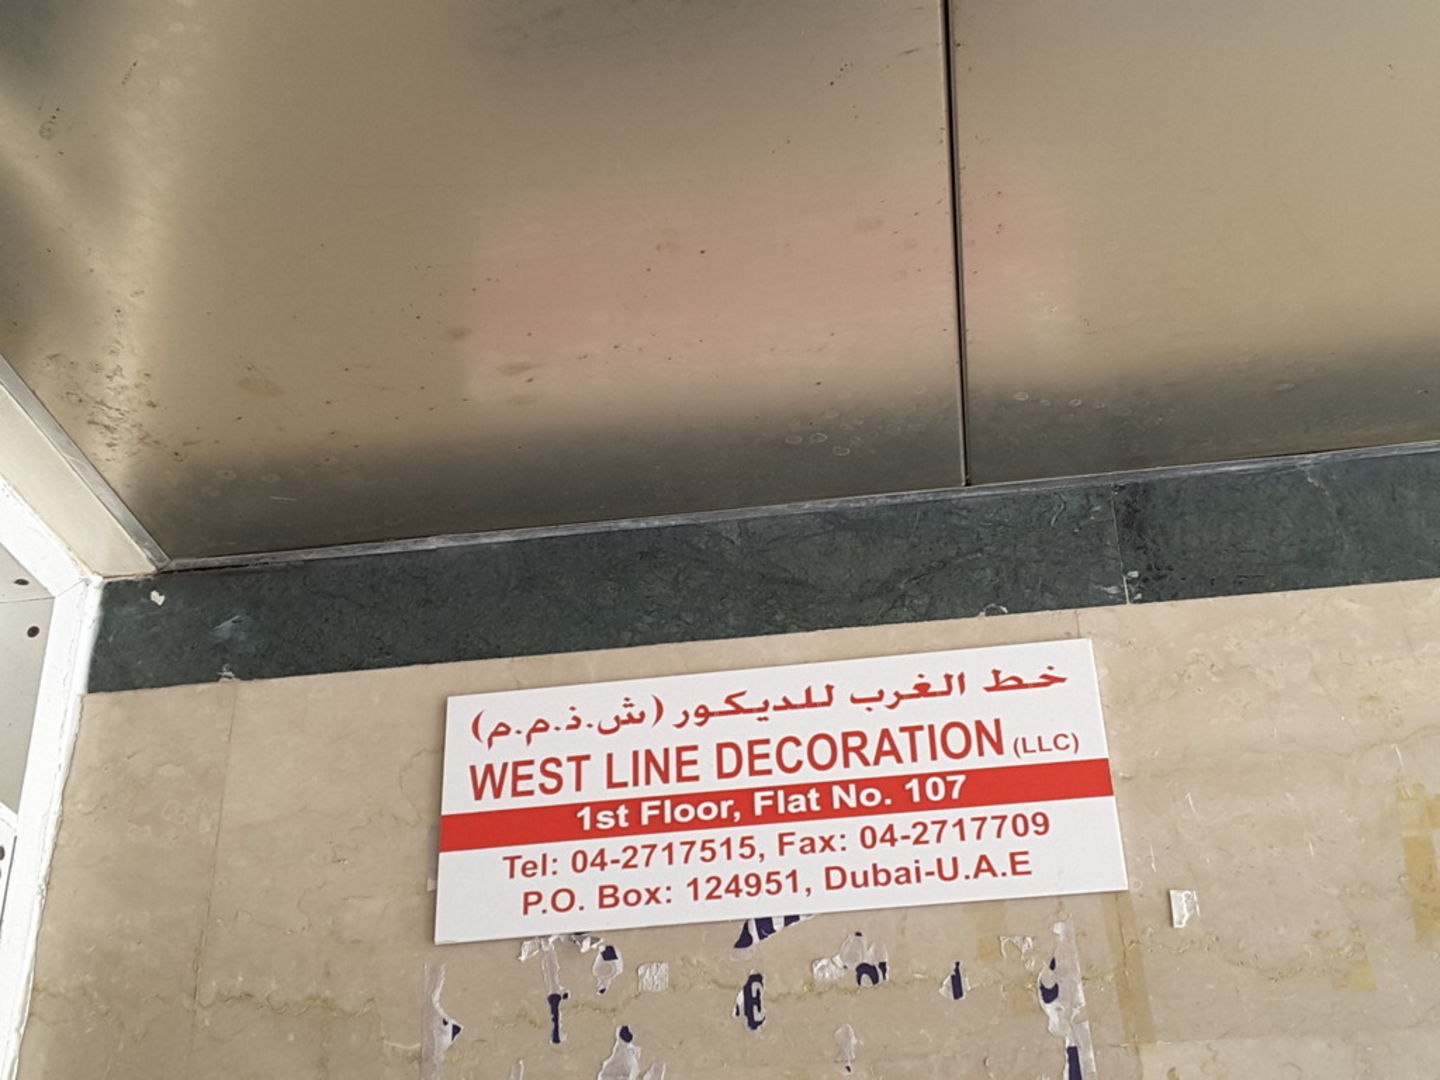 خط الغرب للديكور (ش.ذ.م.م)
WEST LINE DECORATION (LLC)
1st Floor, Flat No. 107
Tel: 04-2717515, Fax: 04-2717709
P.O. Box: 124951, Dubai-U.A.E